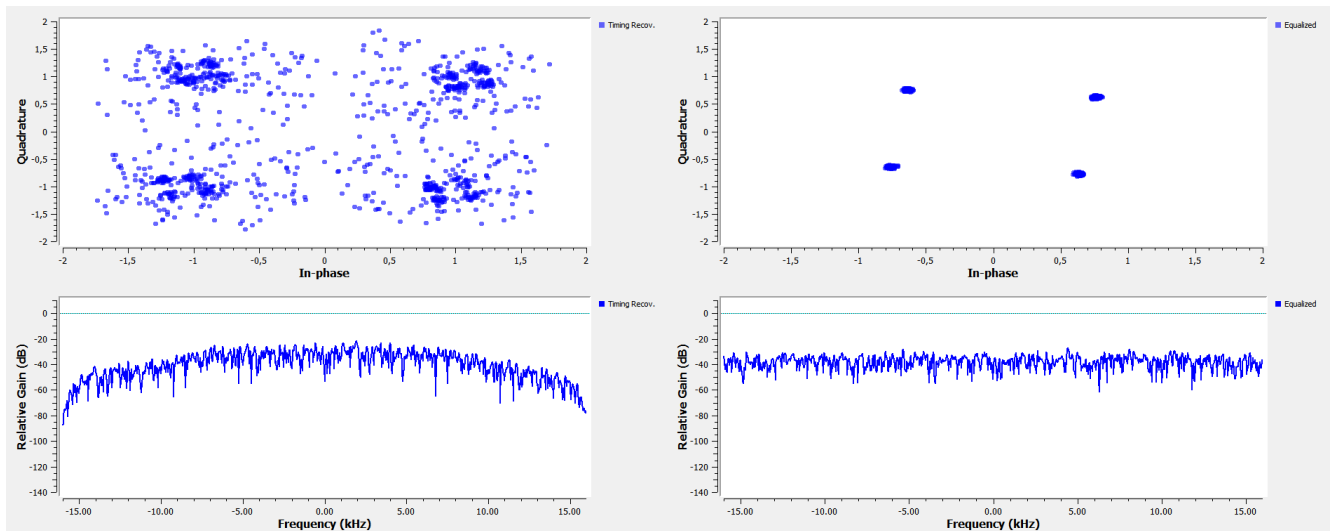 2
1,5
1
0,5
0
-0,5
-1
-1,5
-2
Quadrature
-2 -1,5 -1 -0,5 0 0,5 1 1,5 2
In-phase
Timing Recov.
2
1,5
1
0,5
0
-0,5
-1
-1,5
-2
Quadrature
-2 -1,5 -1 -0,5 0 0,5 1 1,5 2
In-phase
Equalized
0
-20
-40
-60
-80
-100
-120
-140
Relative Gain (dB)
-15.00 -10.00 -5.00 0.00 5.00 10.00 15.00
Frequency (kHz)
Timing Recov.
0
-20
-40
-60
-80
-100
-120
-140
Relative Gain (dB)
-15.00 -10.00 -5.00 0.00 5.00 10.00 15.00
Frequency (kHz)
Equalized